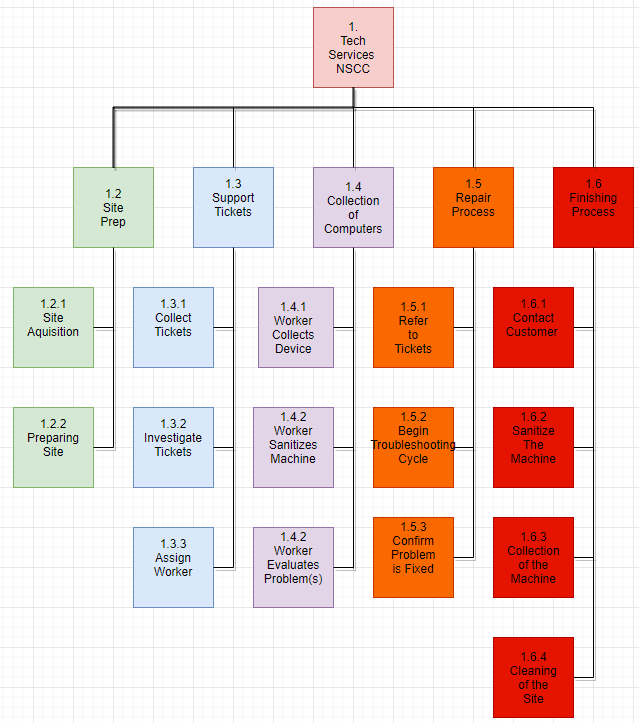 1.
Tech
Services
NSCC
1.2
Site
Prep
1.3
Support
Tickets
1.4
Collection
of
Computers
1.5
Repair
Process
1.6
Finishing
Process
1.2.1
Site
Aquisition
1.3.1
Collect
Tickets
1.4.1
Worker
Collects
Device
1.5.1
Refer
to
Tickets
1.6.1
Contact
Customer
1.2.2
Preparing
Site
1.3.2
Investigate
Tickets
1.4.2
Worker
Sanitizes
Machine
1.5.2
Begin
Troubleshooting
Cycle
1.6.2
Sanitize
The
Machine
1.3.3
Assign
Worker
1.4.2
Worker
Evaluates
Problem(s)
1.5.3
Confirm
Problem
is Fixed
1.6.3
Collection
of the
Machine
1.6.4
Cleaning
of the
Site